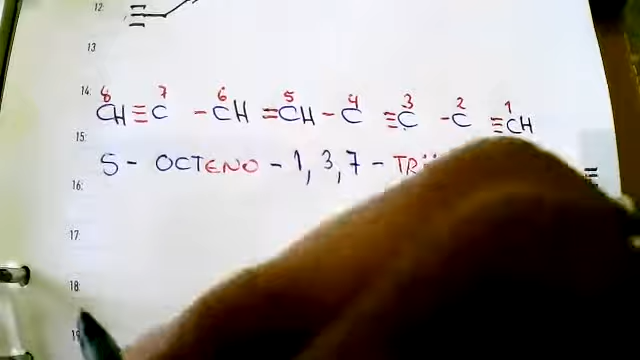 12
13
14:
8 7 6 5 4 3 2 1
CH≡C - CH =CH - C ≡C - C ≡CH
15:
5 - OCTENO - 1, 3, 7 -
16:
17:
18: